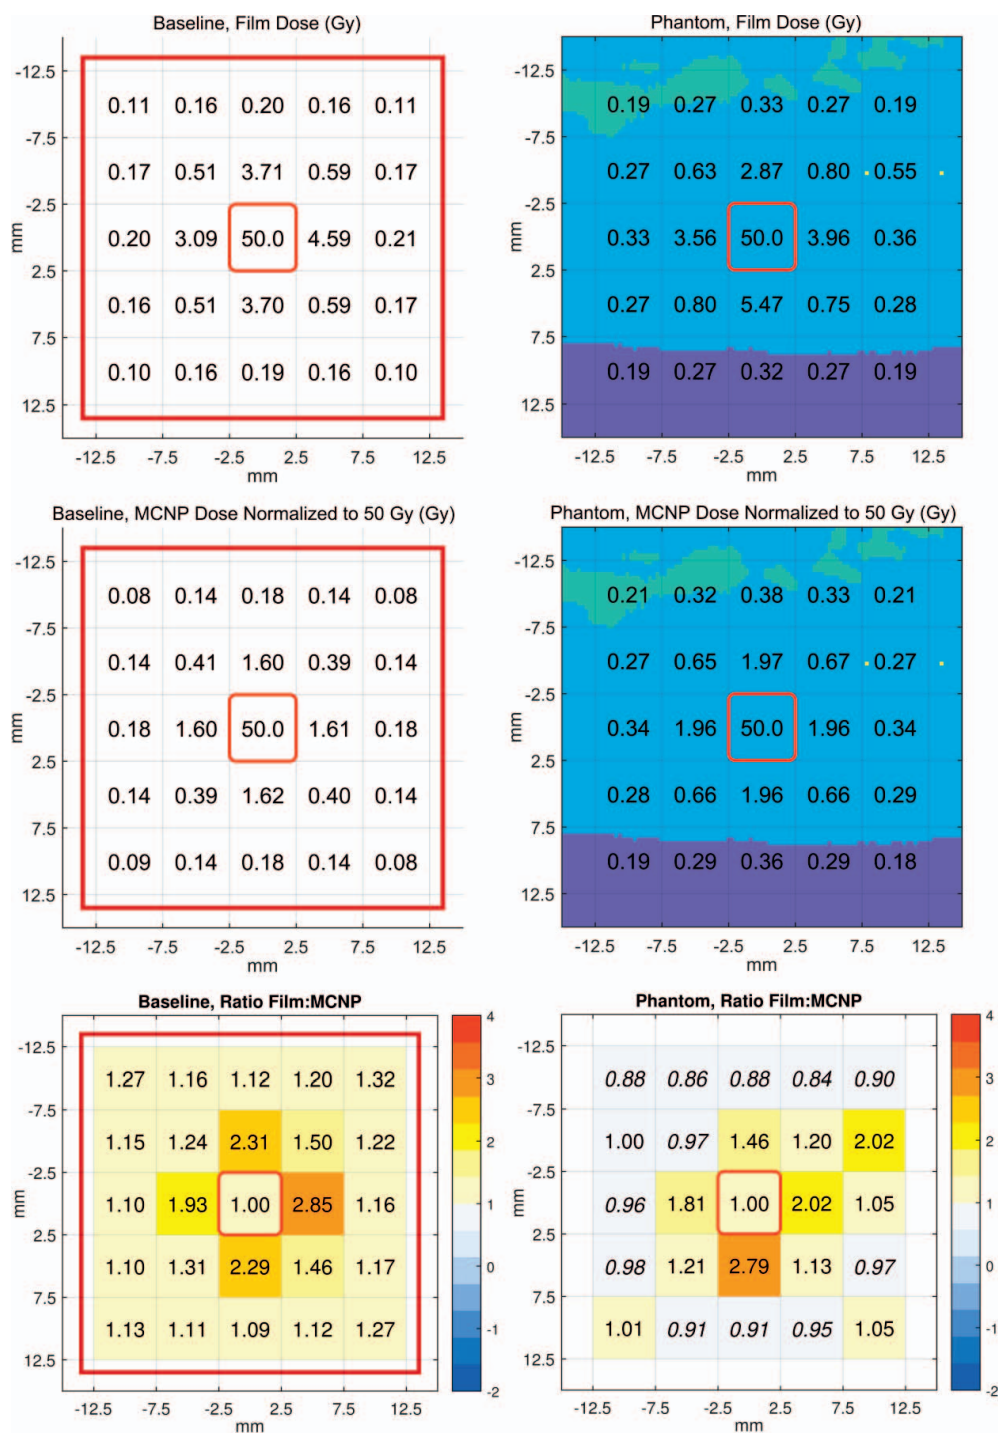 Baseline, Film Dose (Gy)
-12.5
-7.5
-2.5
2.5
7.5
12.5
mm
0.11 0.16 0.20 0.16 0.11
0.17 0.51 3.71 0.59 0.17
0.20 3.09 50.0 4.59 0.21
0.16 0.51 3.70 0.59 0.17
0.10 0.16 0.19 0.16 0.10
-12.5 -7.5 -2.5 2.5 7.5 12.5
mm
Phantom, Film Dose (Gy)
-12.5
-7.5
-2.5
2.5
7.5
12.5
mm
0.19 0.27 0.33 0.27 0.19
0.27 0.63 2.87 0.80 0.55
0.33 3.56 50.0 3.96 0.36
0.27 0.80 5.47 0.75 0.28
0.19 0.27 0.32 0.27 0.19
-12.5 -7.5 -2.5 2.5 7.5 12.5
mm
Baseline, MCNP Dose Normalized to 50 Gy (Gy)
-12.5
-7.5
-2.5
2.5
7.5
12.5
mm
0.08 0.14 0.18 0.14 0.08
0.14 0.41 1.60 0.39 0.14
0.18 1.60 50.0 1.61 0.18
0.14 0.39 1.62 0.40 0.14
0.09 0.14 0.18 0.14 0.08
-12.5 -7.5 -2.5 2.5 7.5 12.5
mm
Phantom, MCNP Dose Normalized to 50 Gy (Gy)
-12.5
-7.5
-2.5
2.5
7.5
12.5
mm
0.21 0.32 0.38 0.33 0.21
0.27 0.65 1.97 0.67 0.27
0.34 1.96 50.0 1.96 0.34
0.28 0.66 1.96 0.66 0.29
0.19 0.29 0.36 0.29 0.18
-12.5 -7.5 -2.5 2.5 7.5 12.5
mm
Baseline, Ratio Film:MCNP
-12.5
-7.5
-2.5
2.5
7.5
12.5
mm
1.27 1.16 1.12 1.20 1.32
1.15 1.24 2.31 1.50 1.22
1.10 1.93 1.00 2.85 1.16
1.10 1.31 2.29 1.46 1.17
1.13 1.11 1.09 1.12 1.27
-12.5 -7.5 -2.5 2.5 7.5 12.5
mm
4
3
2
1
0
-1
-2
Phantom, Ratio Film:MCNP
-12.5
-7.5
-2.5
2.5
7.5
12.5
mm
0.88 0.86 0.88 0.84 0.90
1.00 0.97 1.46 1.20 2.02
0.96 1.81 1.00 2.02 1.05
0.98 1.21 2.79 1.13 0.97
1.01 0.91 0.91 0.95 1.05
-12.5 -7.5 -2.5 2.5 7.5 12.5
mm
4
3
2
1
0
-1
-2